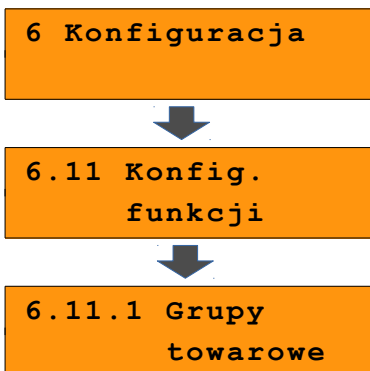 6 Konfiguracja
6.11 Konfig.
funkcji
6.11.1 Grupy
towarowe